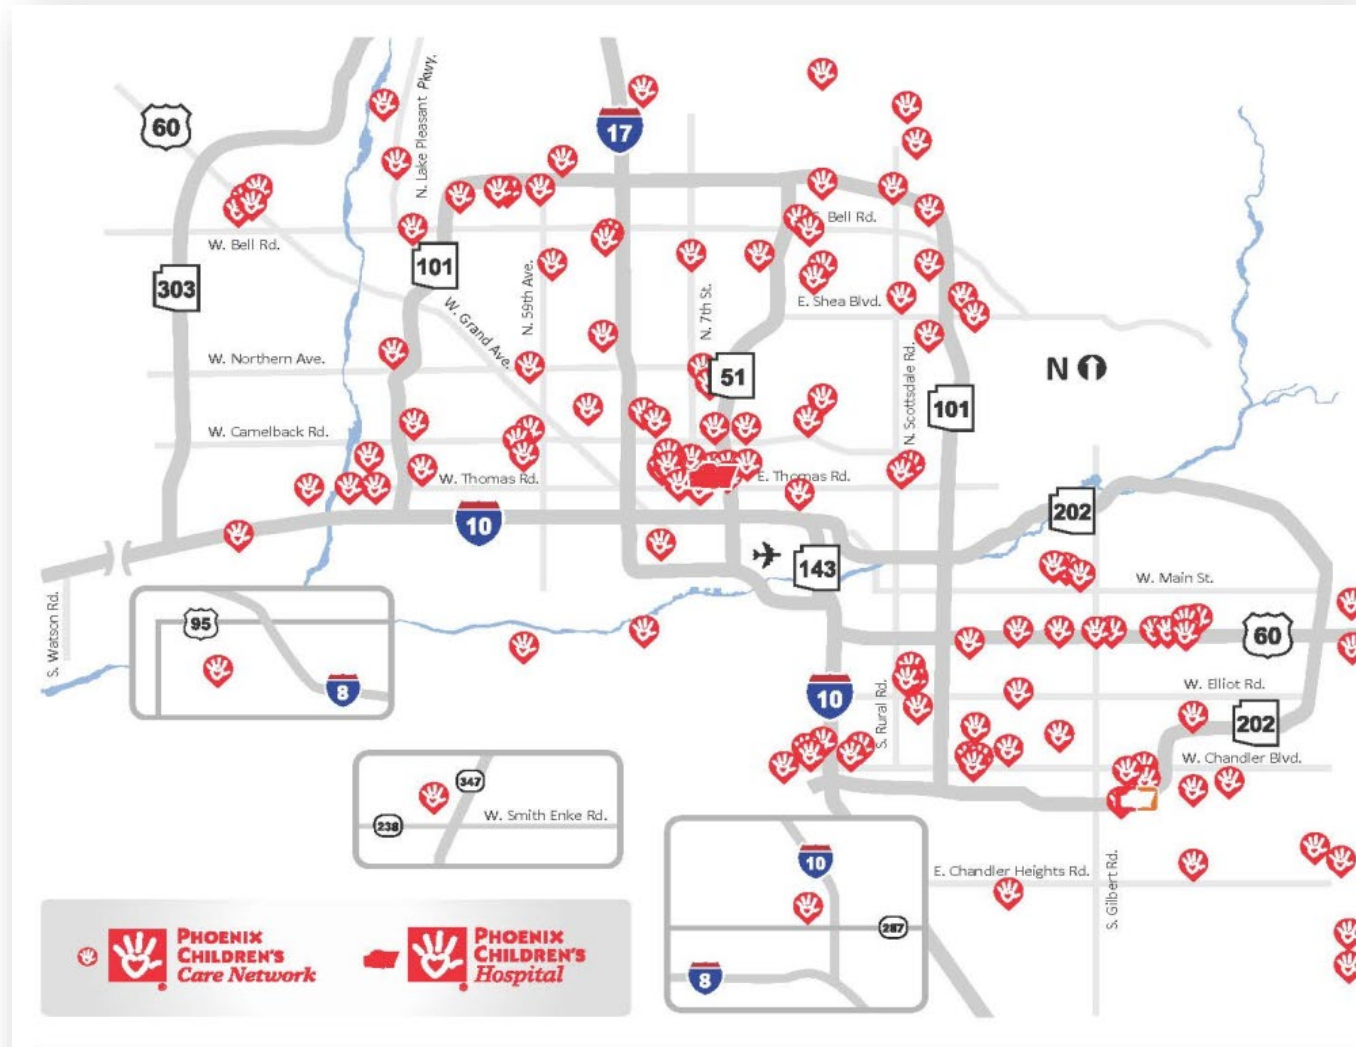 N. Lake Pleasant Pkwy.
60
17
W. Bell Rd.
E. Bell Rd.
101
303
N. 59th Ave.
N. 7th St.
E. Shea Blvd.
W. Grand Ave.
W. Northern Ave.
51
N. Scottsdale Rd.
101
N
W. Camelback Rd.
W. Thomas Rd.
E. Thomas Rd.
10
202
143
W. Main St.
S. Watson Rd.
95
8
60
10
S. Rural Rd.
W. Elliot Rd.
202
W. Chandler Blvd.
347
238
W. Smith Enke Rd.
10
287
8
E. Chandler Heights Rd.
S. Gilbert Rd.
PHOENIX
CHILDREN'S
Care Network
PHOENIX
CHILDREN'S
Hospital